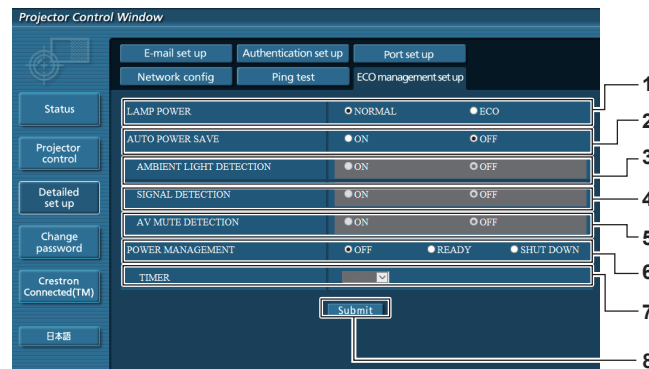 Projector Control Window
E-mail set up Authentication set up Port set up
Network config Ping test ECO management set up
Status
Projector
control
Detailed
set up
Change
password
Crestron
Connected(TM)
日本語
LAMP POWER NORMAL ECO 1
AUTO POWER SAVE ON OFF 2
AMBIENT LIGHT DETECTION ON OFF 3
SIGNAL DETECTION ON OFF 4
AV MUTE DETECTION ON OFF 5
POWER MANAGEMENT OFF READY SHUT DOWN 6
TIMER 7
Submit 8